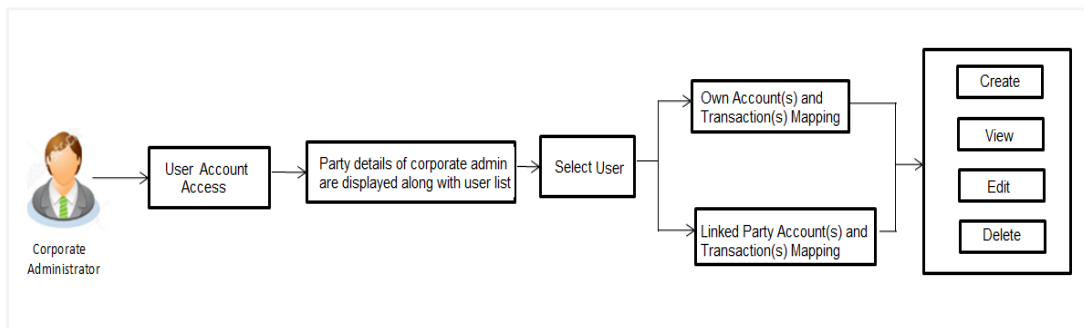 Corporate
Administrator
User Account
Access
Party details of corporate admin
are displayed along with user list
Select User
Own Account(s) and
Transaction(s) Mapping
Linked Party Account(s) and
Transaction(s) Mapping
Create
View
Edit
Delete